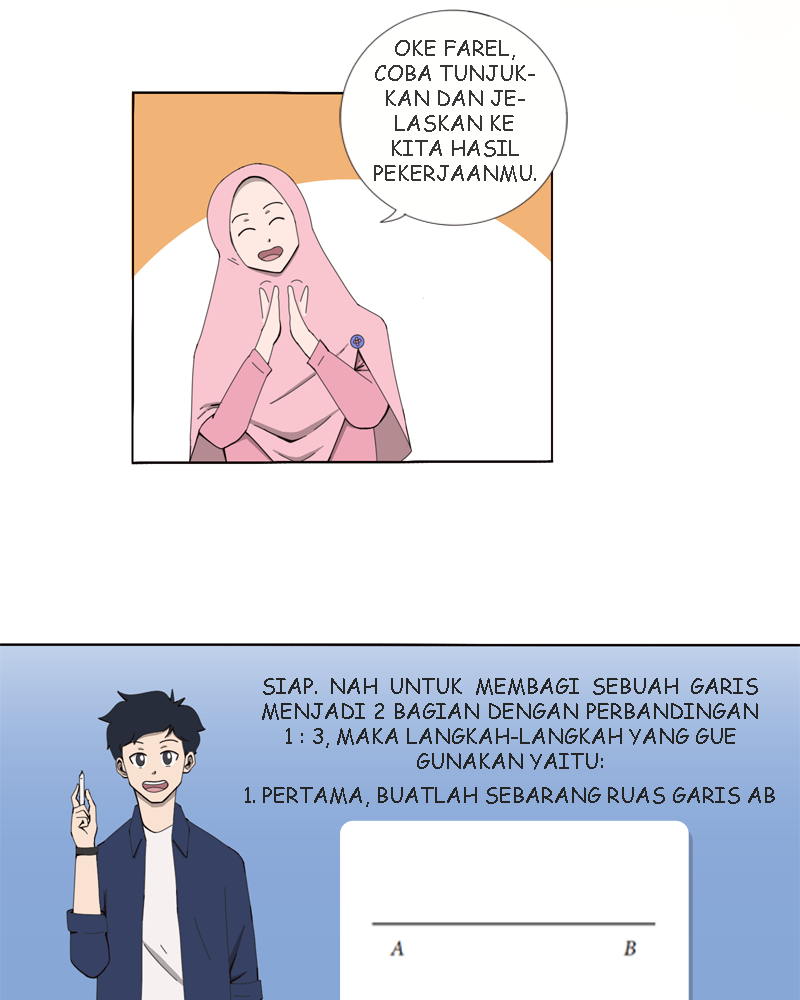 OKE FAREL,
COBA TUNJUK-
KAN DAN JE-
LASKAN KE
KITA HASIL
PEKERJAANMU.
SIAP. NAH UNTUK MEMBAGI SEBUAH GARIS
MENJADI 2 BAGIAN DENGAN PERBANDINGAN
1 : 3, MAKA LANGKAH-LANGKAH YANG GUE
GUNAKAN YAITU:
1. PERTAMA, BUATLAH SEBARANG RUAS GARIS AB
A B